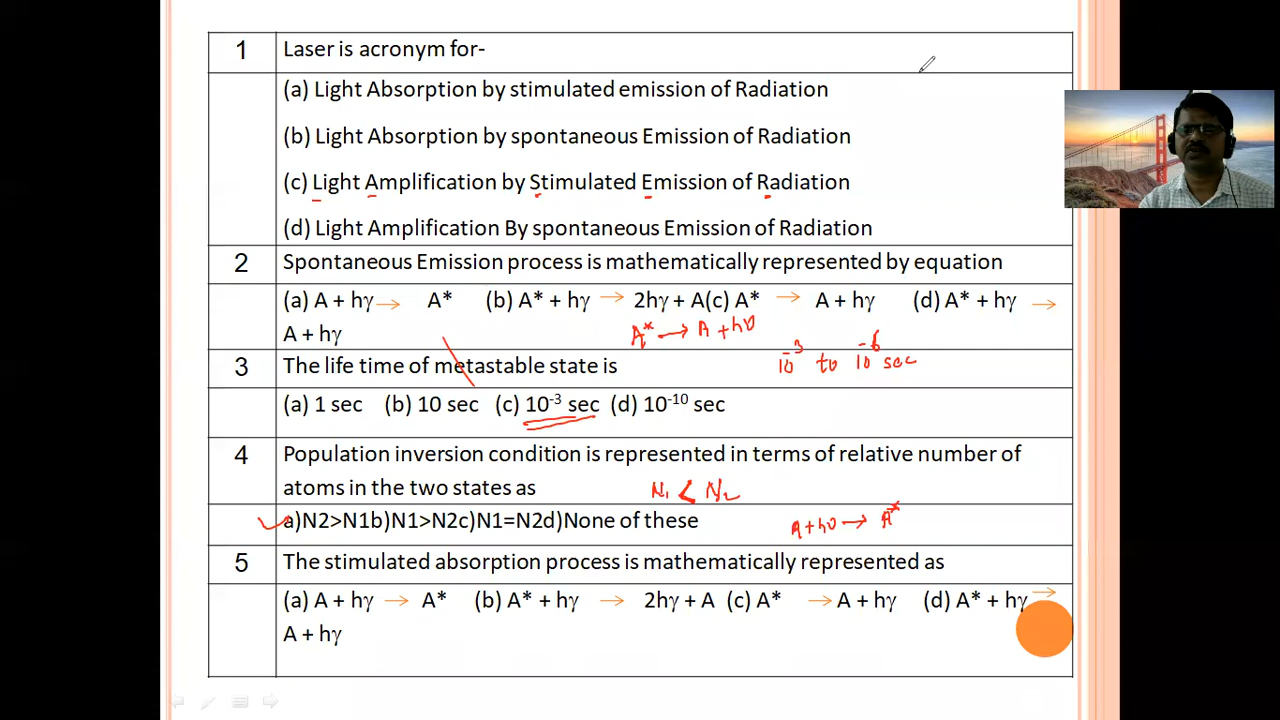 1 Laser is acronym for-
(a) Light Absorption by stimulated emission of Radiation
(b) Light Absorption by spontaneous Emission of Radiation
(c) Light Amplification by Stimulated Emission of Radiation
(d) Light Amplification By spontaneous Emission of Radiation
2 Spontaneous Emission process is mathematically represented by equation
(a) A + hγ → A* (b) A* + hγ → 2hγ + A(c) A* → A + hγ (d) A* + hγ →
A + hγ
A* → A + hυ
3 The life time of metastable state is
10⁻³ to 10⁻⁶ sec
(a) 1 sec (b) 10 sec (c) 10⁻³ sec (d) 10⁻¹⁰ sec
4 Population inversion condition is represented in terms of relative number of
atoms in the two states as
N₁ < N₂
a)N2>N1b)N1>N2c)N1=N2d)None of these
A + hυ → A*
5 The stimulated absorption process is mathematically represented as
(a) A + hγ → A* (b) A* + hγ → 2hγ + A (c) A* → A + hγ (d) A* + hγ →
A + hγ